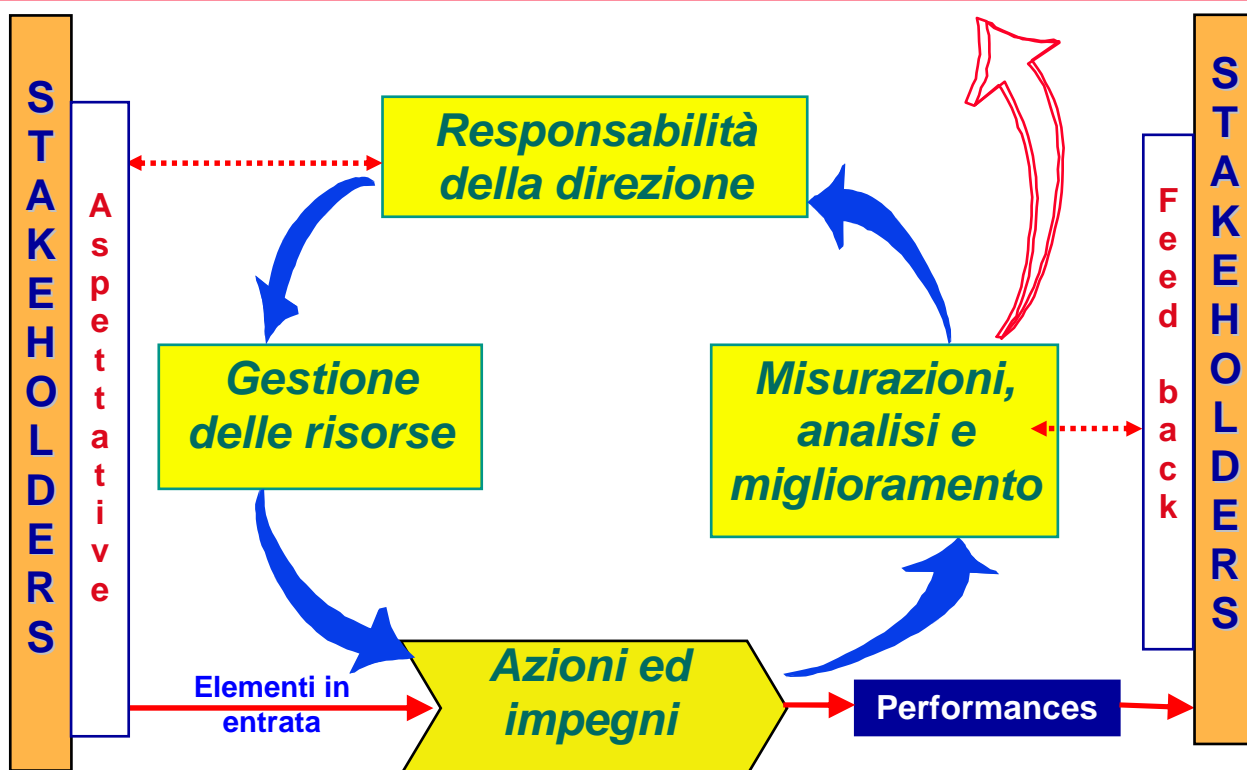 STAKEHOLDERS
Aspettative
Responsabilità
della direzione
Gestione
delle risorse
Misurazioni,
analisi e
miglioramento
Feed back
STAKEHOLDERS
Elementi in
entrata
Azioni ed
impegni
Performances